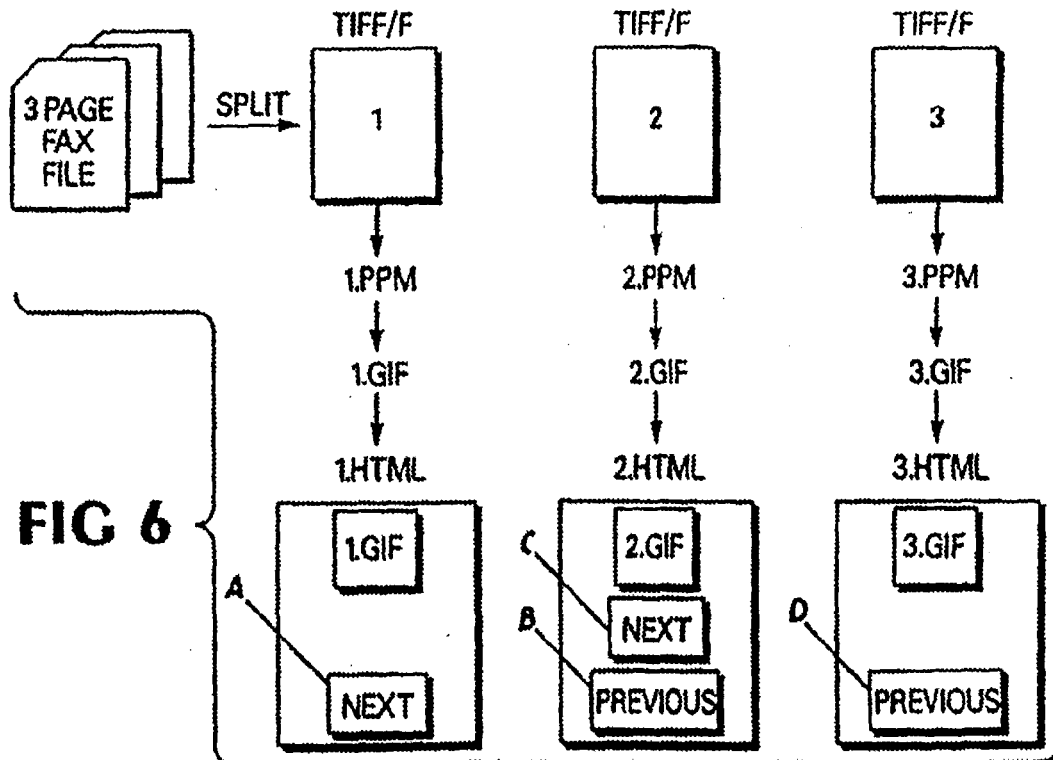 TIFF/F TIFF/F TIFF/F
3 PAGE
FAX
FILE
SPLIT
1 2 3
1.PPM 2.PPM 3.PPM
1.GIF 2.GIF 3.GIF
1.HTML 2.HTML 3.HTML
FIG 6
1.GIF 2.GIF 3.GIF
A C B D
NEXT
NEXT
PREVIOUS
PREVIOUS